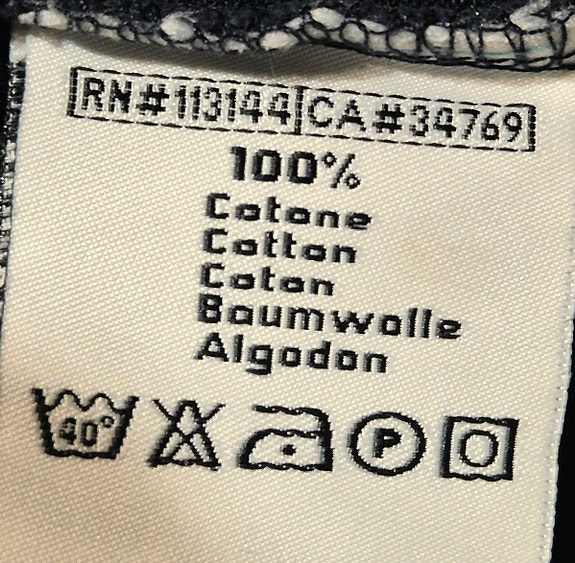 RN#113144 CA#34769
100%
Cotone
Cotton
Coton
Baumwolle
Algodon
40° P